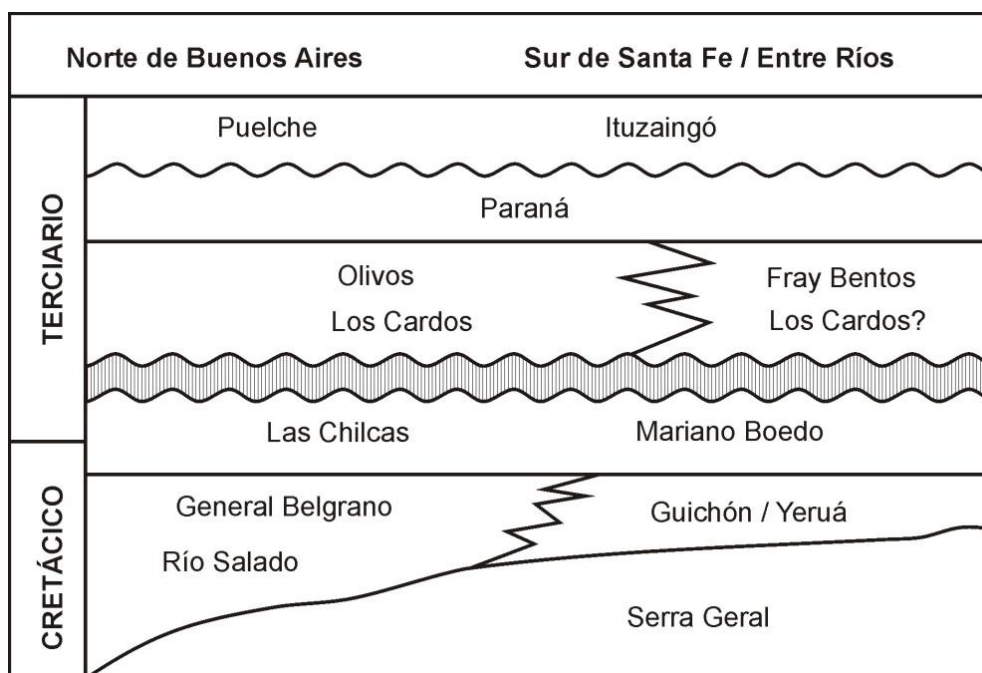 Norte de Buenos Aires
Sur de Santa Fe / Entre Ríos
TERCIARIO
Puelche
Ituzaingó
Paraná
Olivos
Fray Bentos
Los Cardos
Los Cardos?
Las Chilcas
Mariano Boedo
CRETÁCICO
General Belgrano
Guichón / Yeruá
Río Salado
Serra Geral